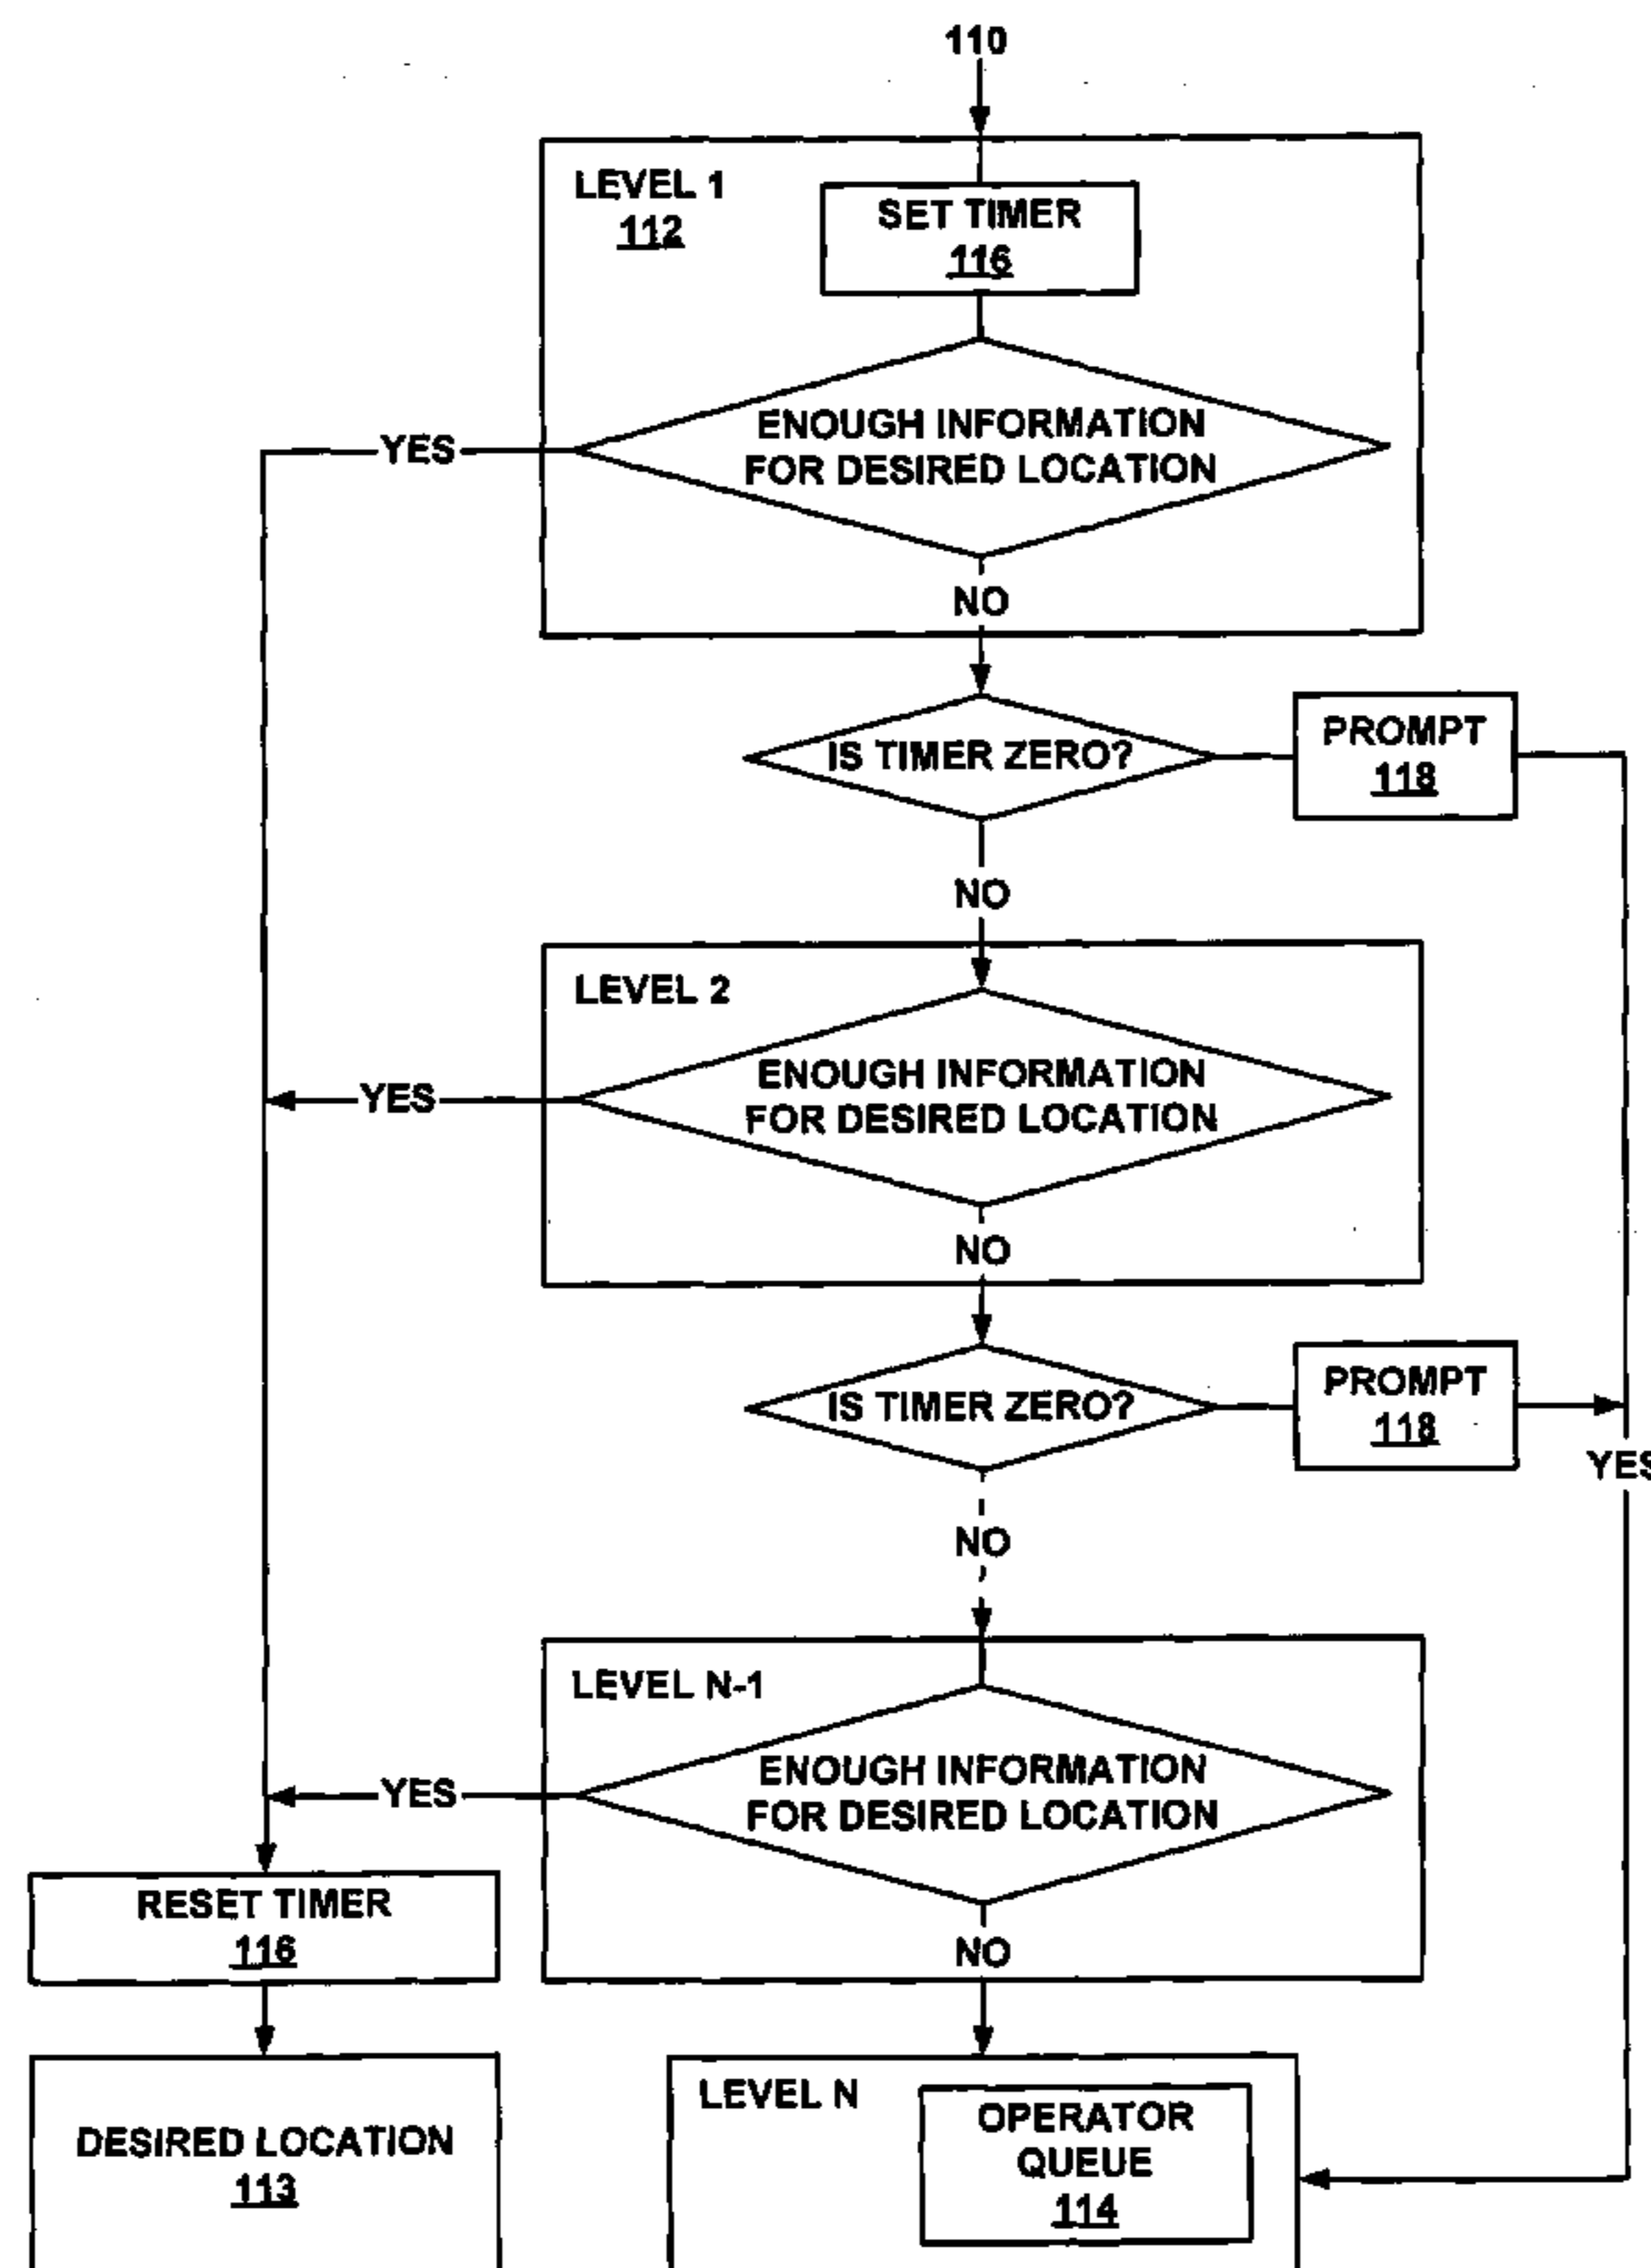 110
LEVEL 1
112
SET TIMER
116
ENOUGH INFORMATION
FOR DESIRED LOCATION
YES
NO
IS TIMER ZERO?
PROMPT
118
NO
LEVEL 2
ENOUGH INFORMATION
FOR DESIRED LOCATION
YES
NO
IS TIMER ZERO?
PROMPT
118
YES
NO
LEVEL N-1
ENOUGH INFORMATION
FOR DESIRED LOCATION
YES
NO
RESET TIMER
116
DESIRED LOCATION
113
LEVEL N
OPERATOR
QUEUE
114